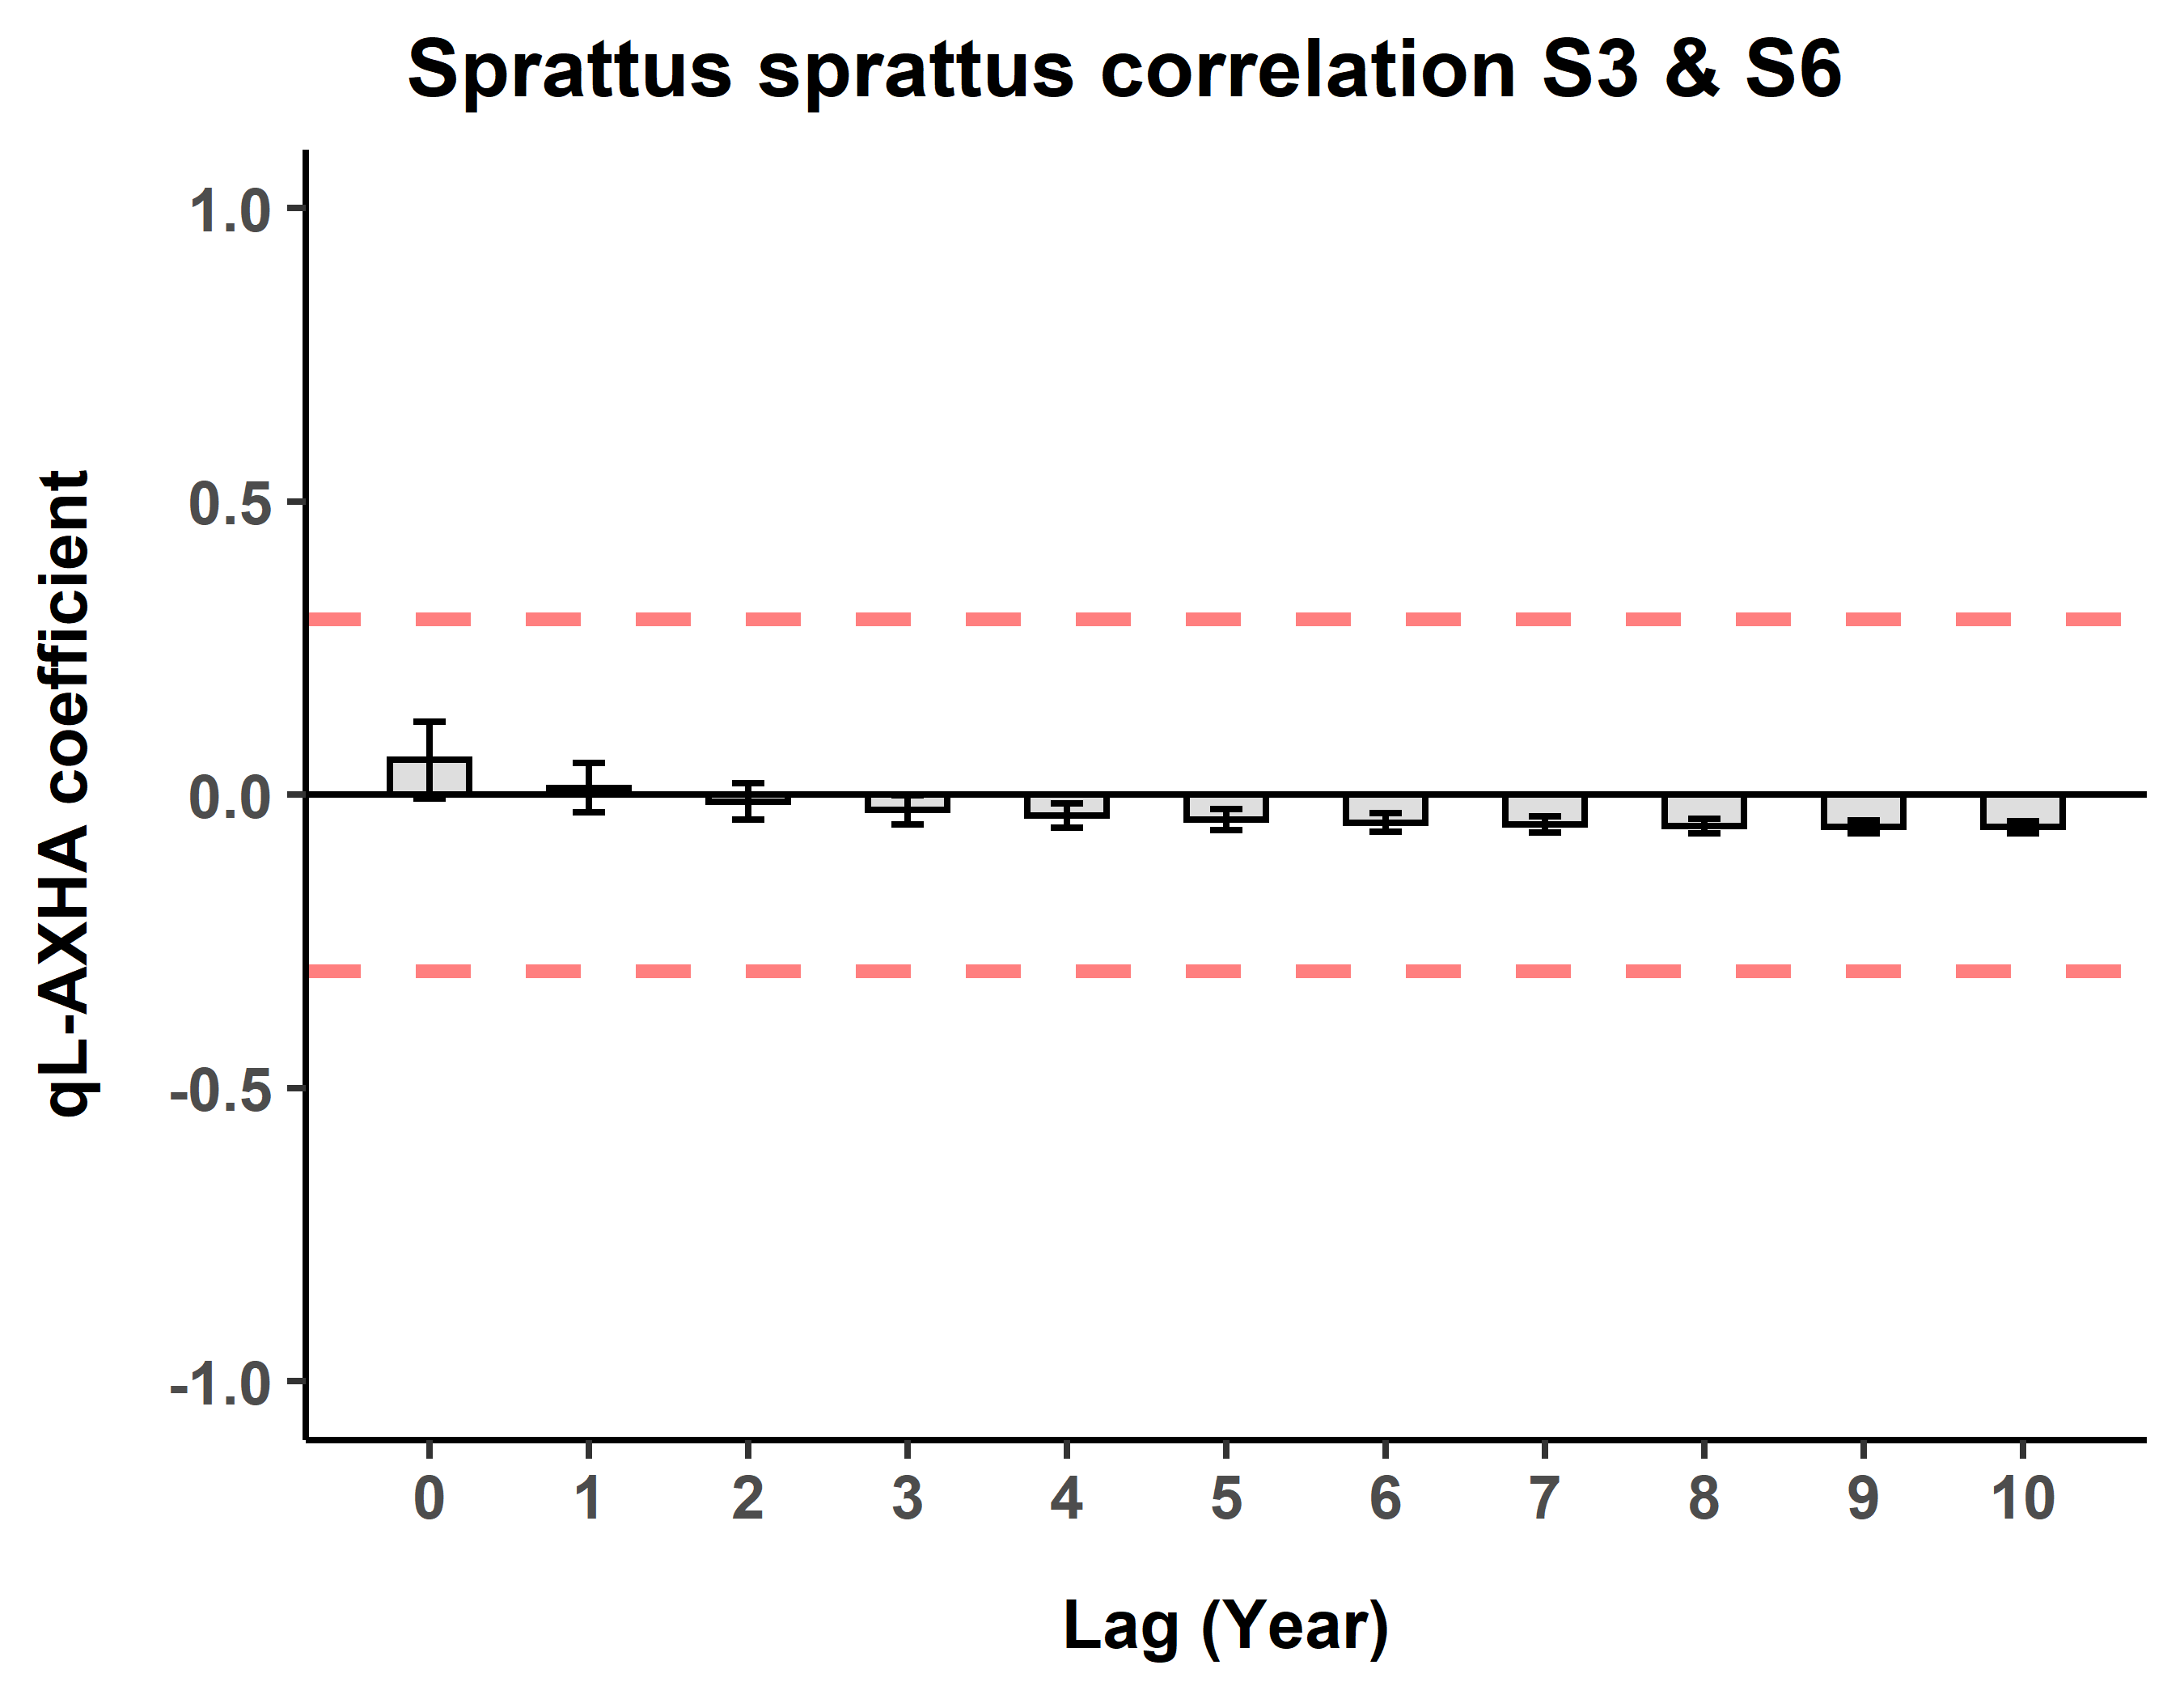 Sprattus sprattus correlation S3 & S6
qL-AXHA coefficient
1.0
0.5
0.0
-0.5
-1.0
0 1 2 3 4 5 6 7 8 9 10
Lag (Year)